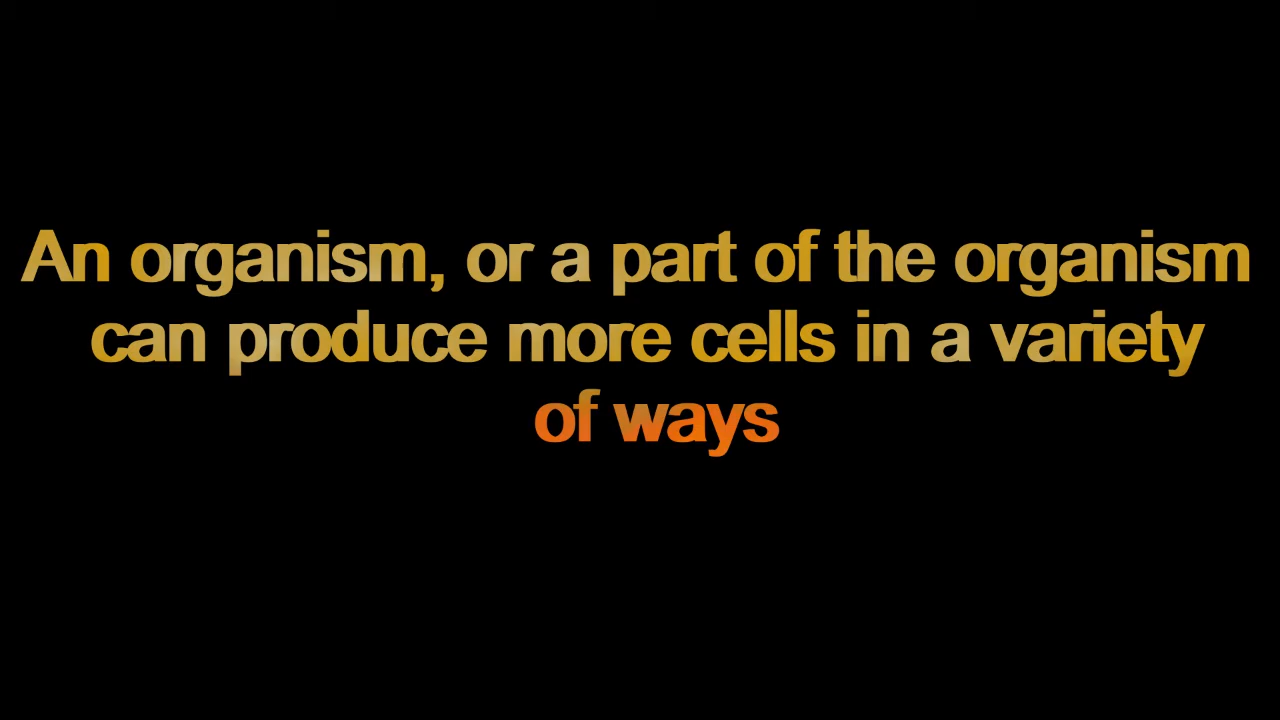 An organism, or a part of the organism
can produce more cells in a variety
of ways